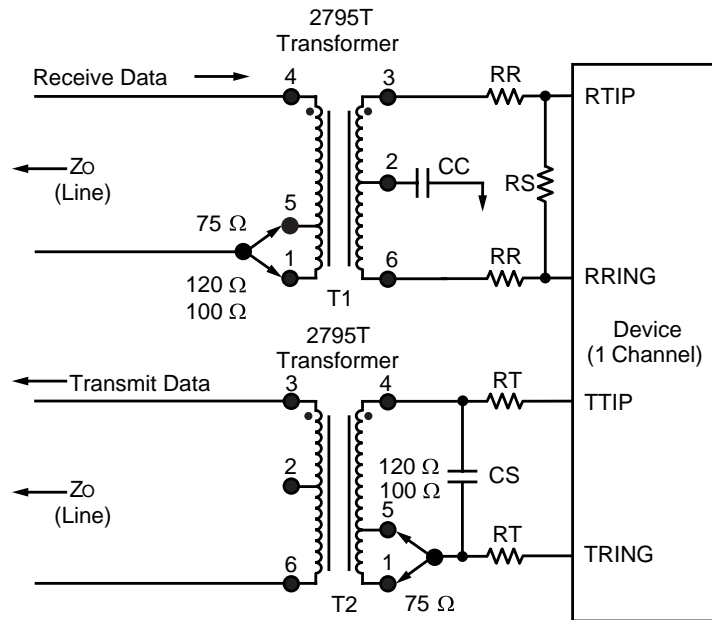 2795T
Transformer
Receive Data
4
3
RR
RTIP
ZO
(Line)
2
CC
RS
5
75 Ω
1
6
RR
RRING
120 Ω
100 Ω
T1
Device
(1 Channel)
2795T
Transformer
Transmit Data
3
4
RT
TTIP
2
120 Ω
100 Ω
CS
ZO
(Line)
5
RT
6
1
TRING
T2
75 Ω